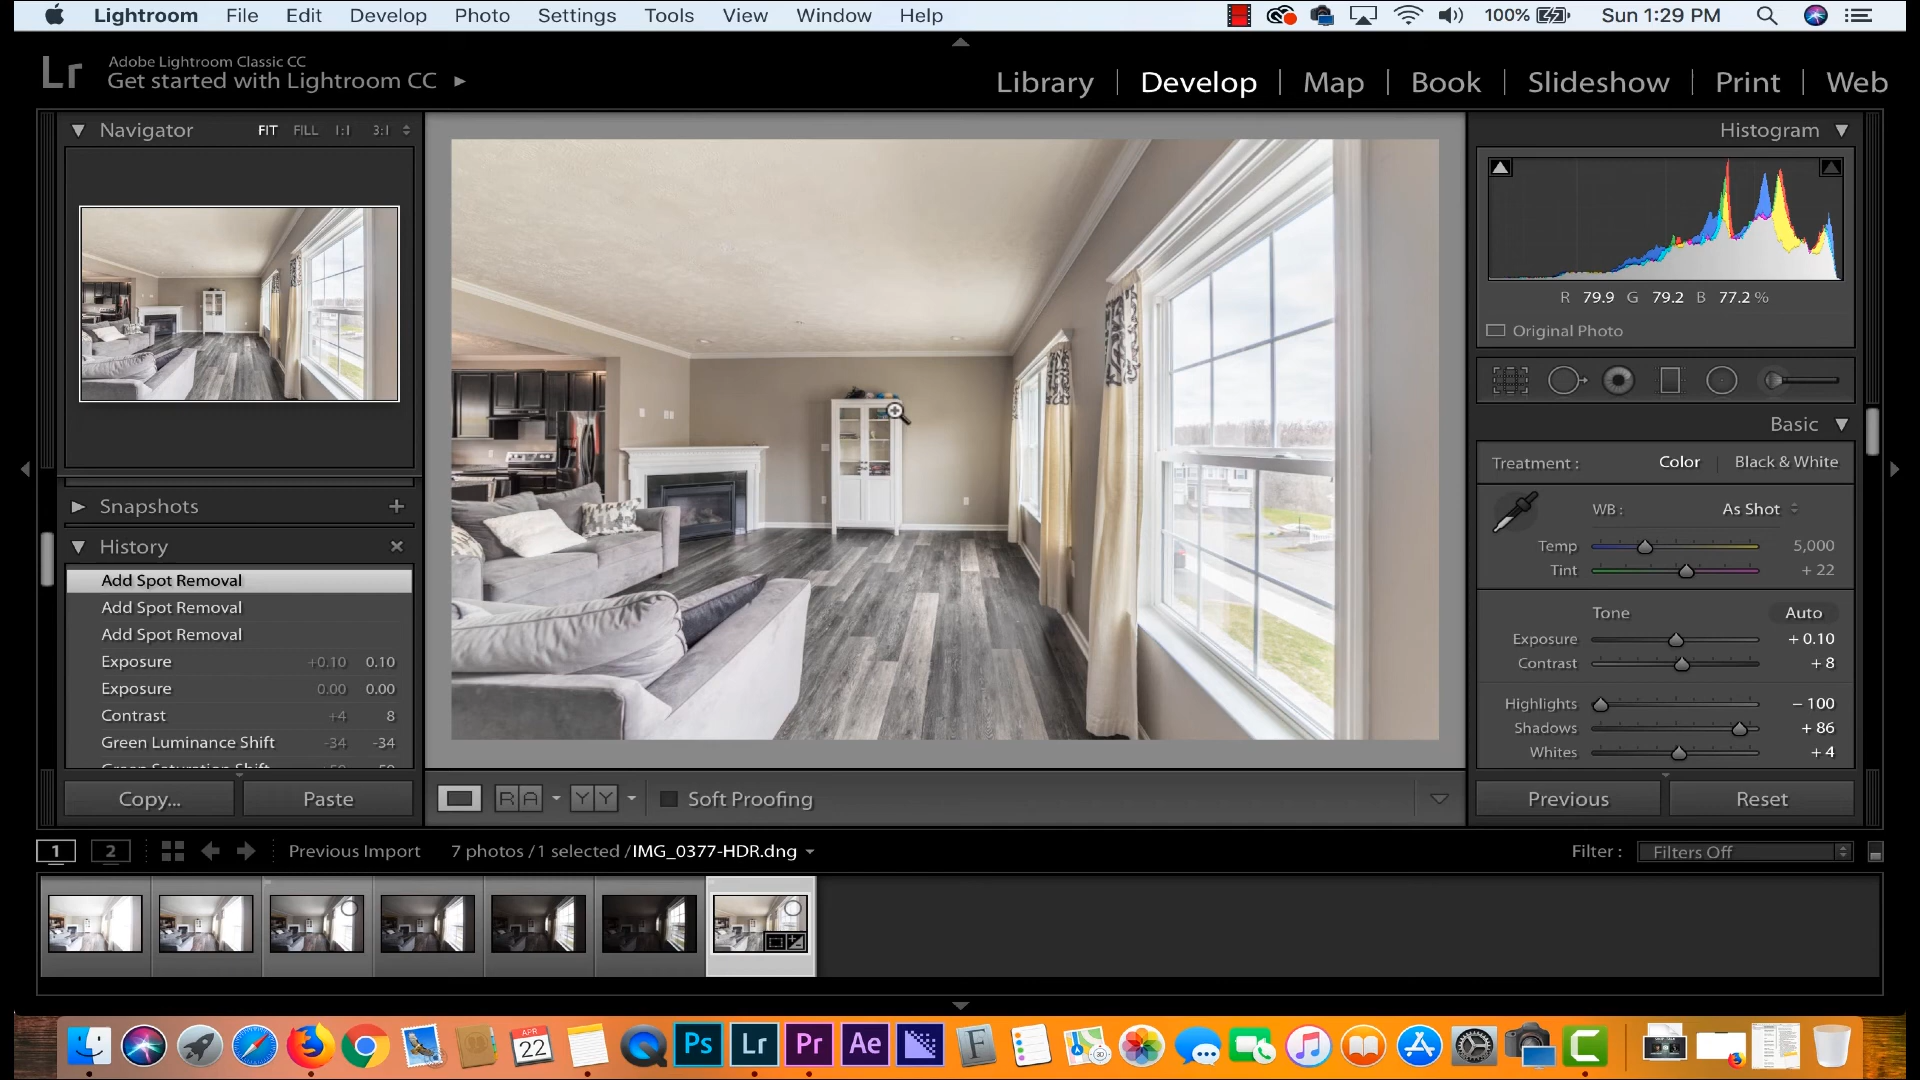 Lightroom File Edit Develop Photo Settings Tools View Window Help 100% Sun 1:29 PM
Lr Adobe Lightroom Classic CC
Get started with Lightroom CC
Library Develop Map Book Slideshow Print Web
Navigator FIT FILL 1:1 3:1
Histogram
R 79.9 G 79.2 B 77.2 %
Original Photo
Basic
Treatment : Color Black & White
WB : As Shot
Temp 5,000
Tint + 22
Tone Auto
Exposure + 0.10
Contrast + 8
Highlights − 100
Shadows + 86
Whites + 4
Snapshots
History
Add Spot Removal
Add Spot Removal
Add Spot Removal
Exposure +0.10 0.10
Exposure 0.00 0.00
Contrast +4 8
Green Luminance Shift -34 -34
Copy... Paste
R A Y Y Soft Proofing
Previous Reset
1 2 Previous Import 7 photos / 1 selected / IMG_0377-HDR.dng Filter : Filters Off
APR
22
Ps Lr Pr Ae F C